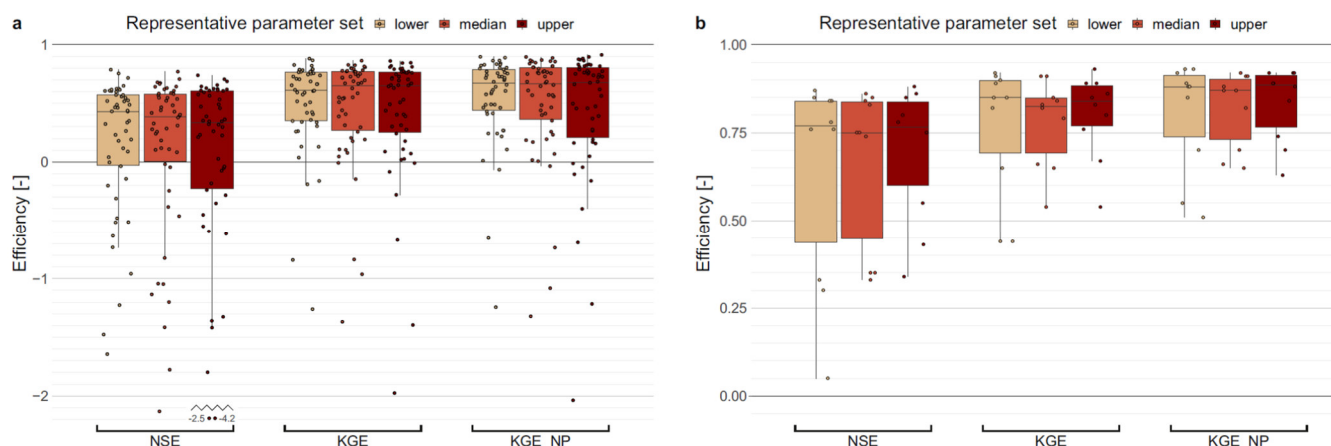 a Representative parameter set lower median upper
1
0
−1
−2
Efficiency [-]
-2.5 -4.2
NSE KGE KGE_NP
b Representative parameter set lower median upper
1.00
0.75
0.50
0.25
0.00
Efficiency [-]
NSE KGE KGE_NP